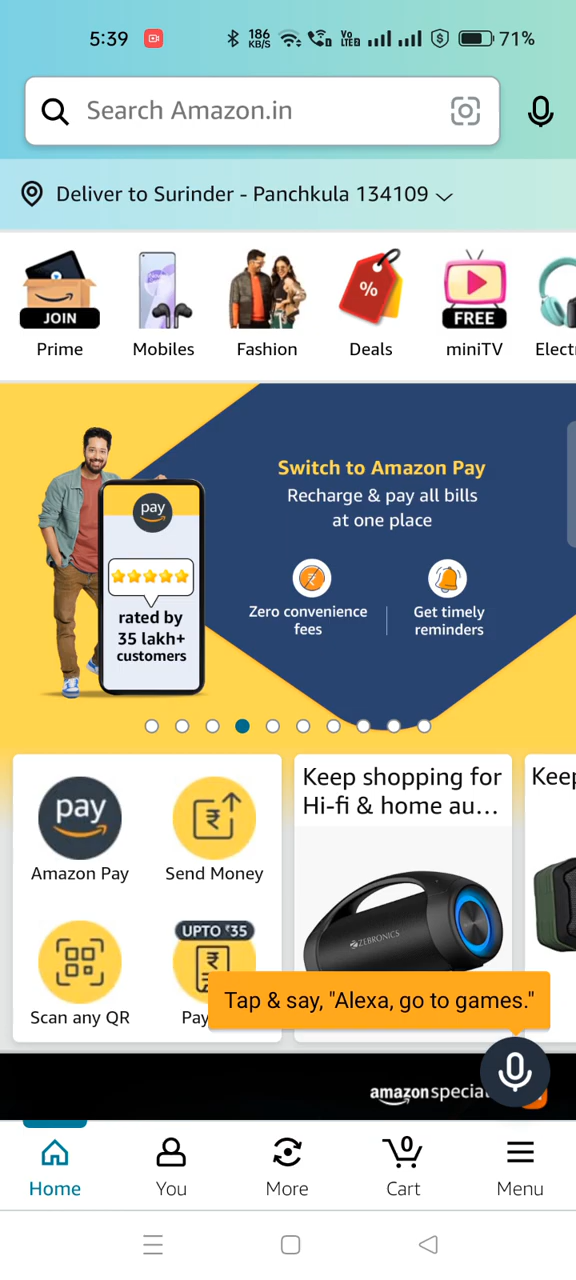 5:39
186
KB/S
Vo
LTE2
71%
Search Amazon.in
Deliver to Surinder - Panchkula 134109
JOIN
%
FREE
Prime
Mobiles
Fashion
Deals
miniTV
Electr
Switch to Amazon Pay
Recharge & pay all bills
at one place
pay
rated by
35 lakh+
customers
Zero convenience
fees
Get timely
reminders
pay
Amazon Pay
Send Money
Keep shopping for
Hi-fi & home au...
Keep
ZEBRONICS
UPTO ₹35
Scan any QR
Pay
Tap & say, "Alexa, go to games."
amazon special
0
Home
You
More
Cart
Menu